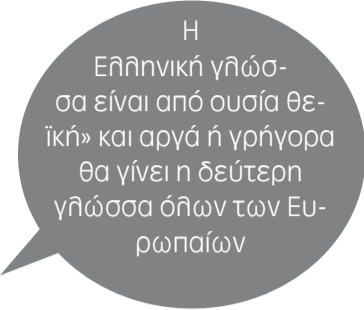 Η
Ελληνική γλώσ-
σα είναι από ουσία θε-
ϊκή» και αργά ή γρήγορα
θα γίνει η δεύτερη
γλώσσα όλων των Ευ-
ρωπαίων